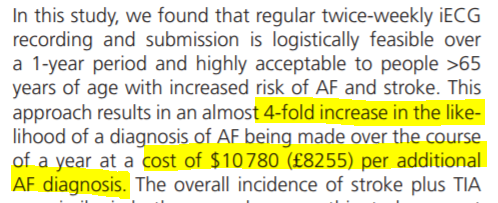 In this study, we found that regular twice-weekly iECG
recording and submission is logistically feasible over
a 1-year period and highly acceptable to people >65
years of age with increased risk of AF and stroke. This
approach results in an almost 4-fold increase in the like-
lihood of a diagnosis of AF being made over the course
of a year at a cost of $10780 (£8255) per additional
AF diagnosis. The overall incidence of stroke plus TIA